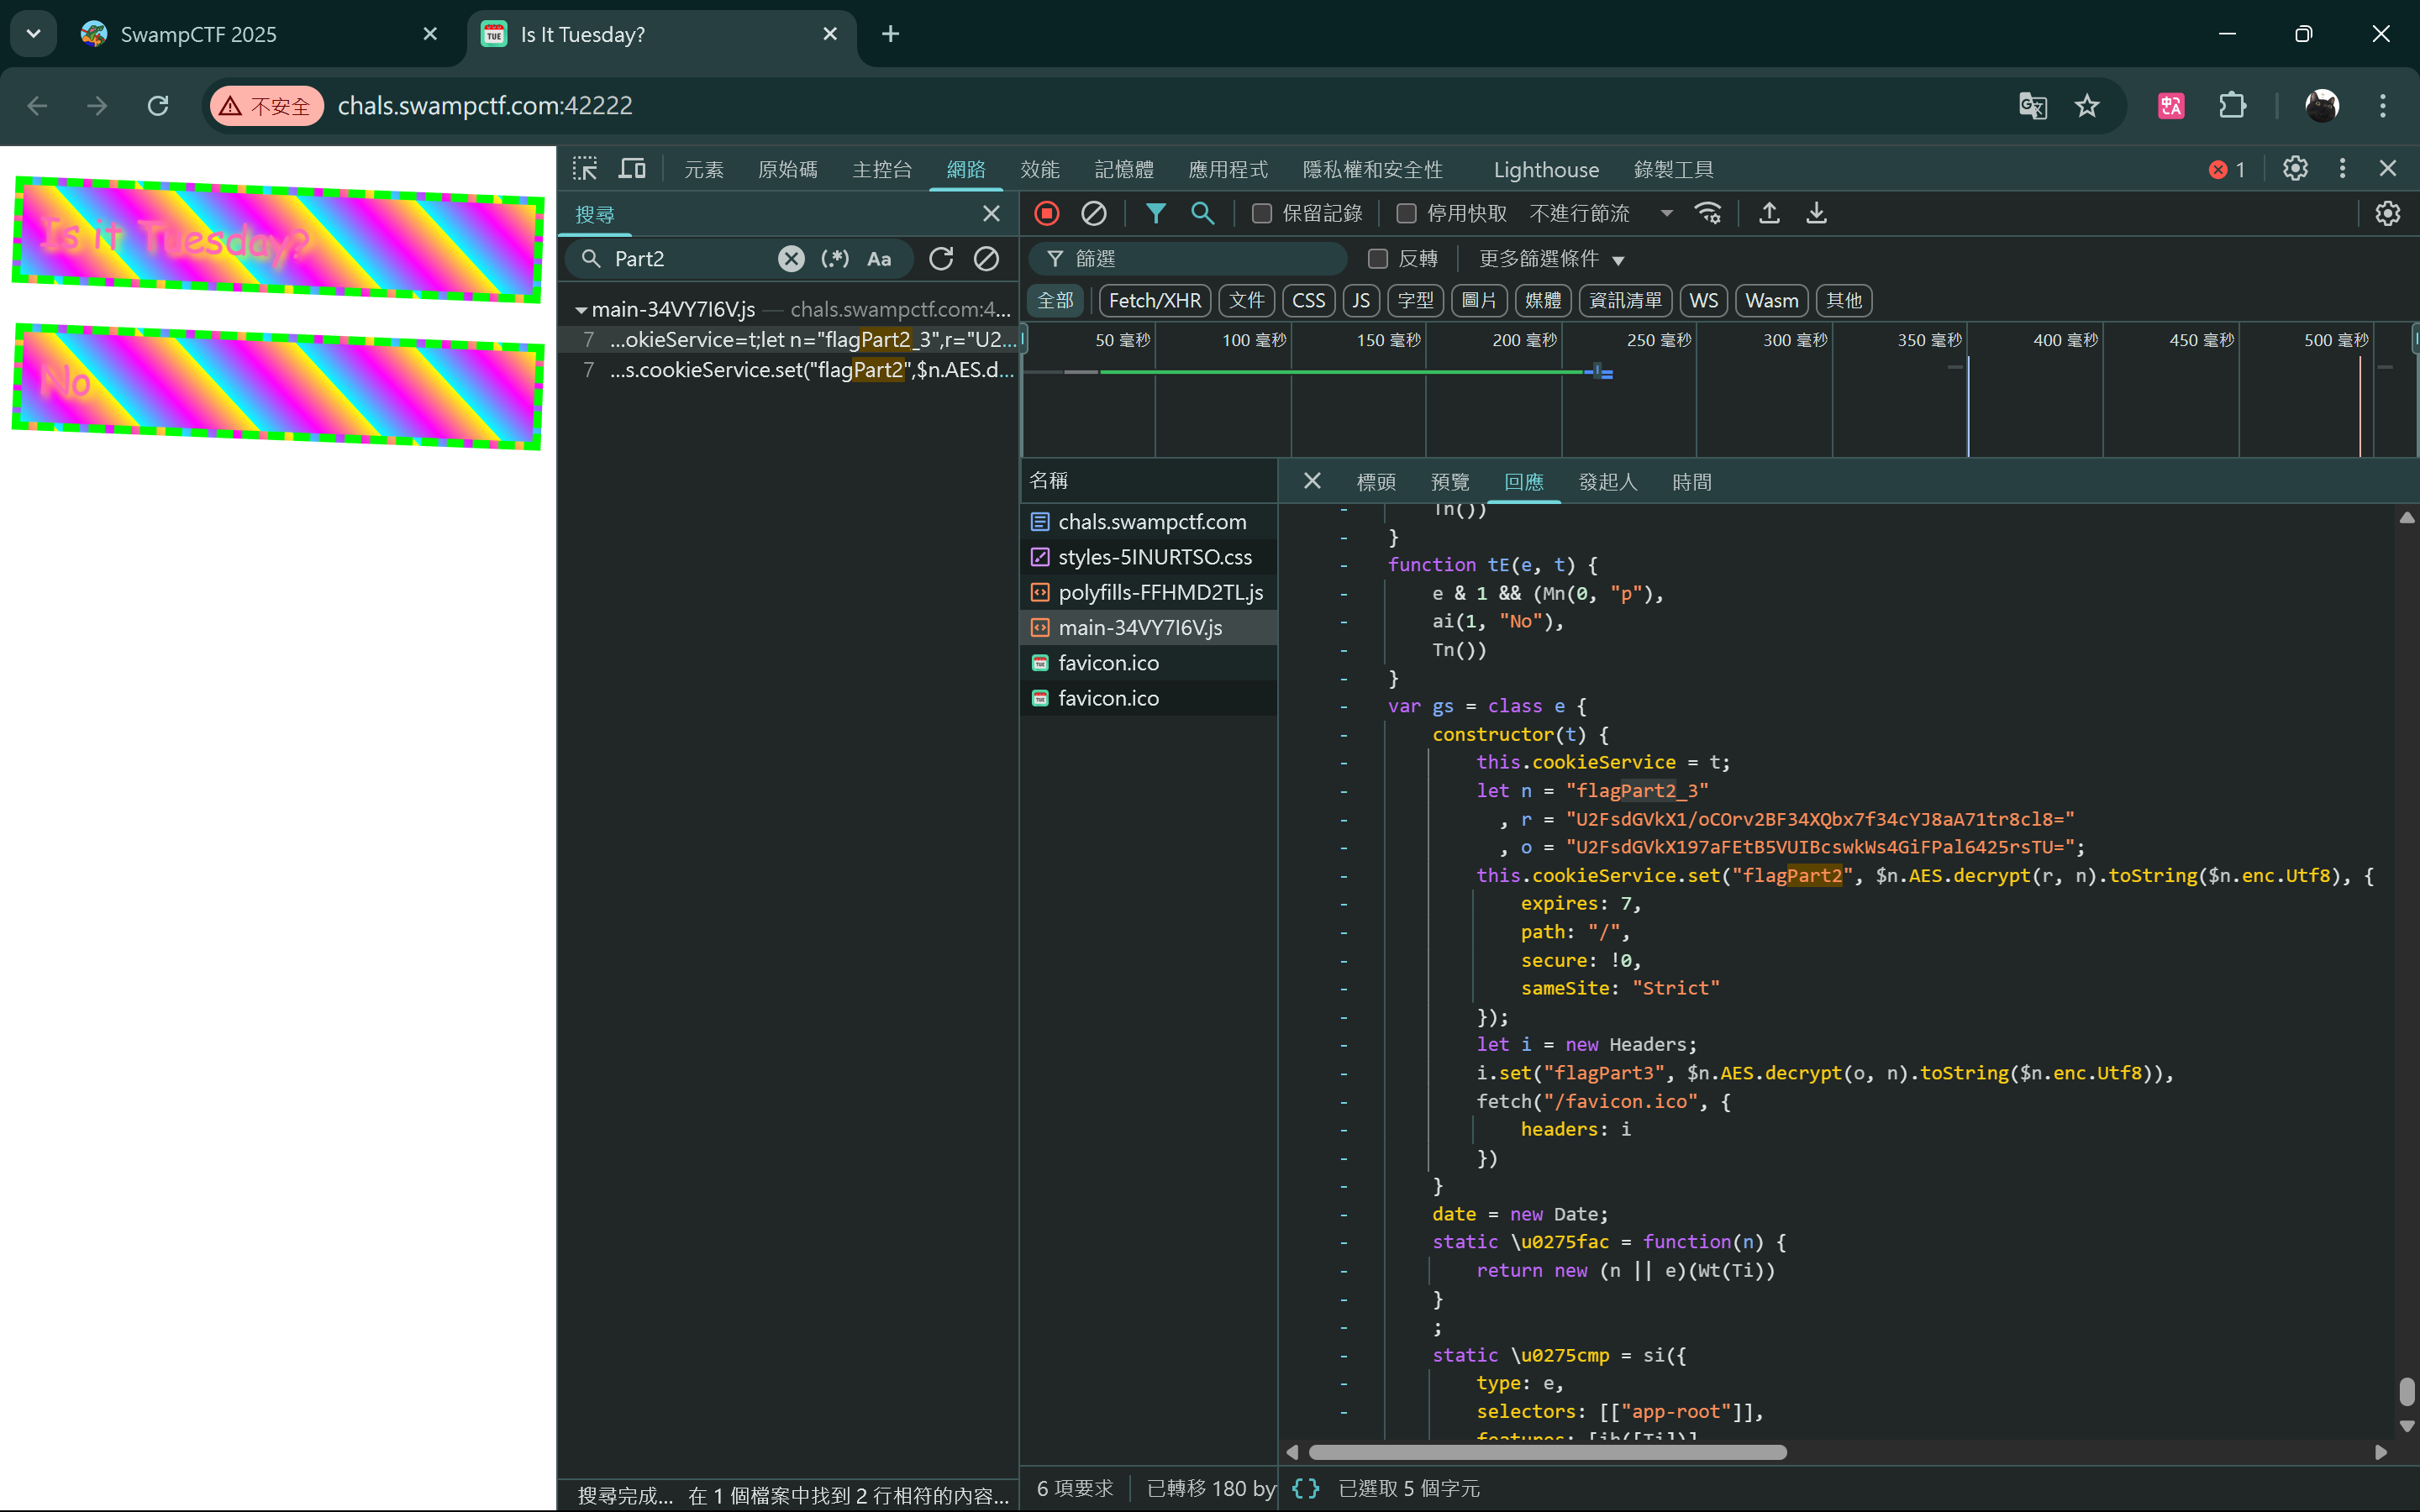 SwampCTF 2025
Is It Tuesday?
不安全
chals.swampctf.com:42222
Is it Tuesday?
No
元素 原始碼 主控台 網路 效能 記憶體 應用程式 隱私權和安全性 Lighthouse 錄製工具 1
搜尋
Part2 (.*) Aa
main-34VY7I6V.js — chals.swampctf.com:4...
7 ...okieService=t;let n="flagPart2_3",r="U2...
7 ...s.cookieService.set("flagPart2",$n.AES.d...
搜尋完成... 在 1 個檔案中找到 2 行相符的內容...
保留記錄 停用快取 不進行節流
篩選 反轉 更多篩選條件
全部 Fetch/XHR 文件 CSS JS 字型 圖片 媒體 資訊清單 WS Wasm 其他
50 毫秒 100 毫秒 150 毫秒 200 毫秒 250 毫秒 300 毫秒 350 毫秒 400 毫秒 450 毫秒 500 毫秒
名稱
chals.swampctf.com
styles-5INURTSO.css
polyfills-FFHMD2TL.js
main-34VY7I6V.js
favicon.ico
favicon.ico
6 項要求 已轉移 180 by
標頭 預覽 回應 發起人 時間
- Tn())
- }
- function tE(e, t) {
- e & 1 && (Mn(0, "p"),
- ai(1, "No"),
- Tn())
- }
- var gs = class e {
- constructor(t) {
- this.cookieService = t;
- let n = "flagPart2_3"
- , r = "U2FsdGVkX1/oCOrv2BF34XQbx7f34cYJ8aA71tr8cl8="
- , o = "U2FsdGVkX197aFEtB5VUIBcswkWs4GiFPal6425rsTU=";
- this.cookieService.set("flagPart2", $n.AES.decrypt(r, n).toString($n.enc.Utf8), {
- expires: 7,
- path: "/",
- secure: !0,
- sameSite: "Strict"
- });
- let i = new Headers;
- i.set("flagPart3", $n.AES.decrypt(o, n).toString($n.enc.Utf8)),
- fetch("/favicon.ico", {
- headers: i
- })
- }
- date = new Date;
- static \u0275fac = function(n) {
- return new (n || e)(Wt(Ti))
- }
- ;
- static \u0275cmp = si({
- type: e,
- selectors: [["app-root"]],
{} 已選取 5 個字元